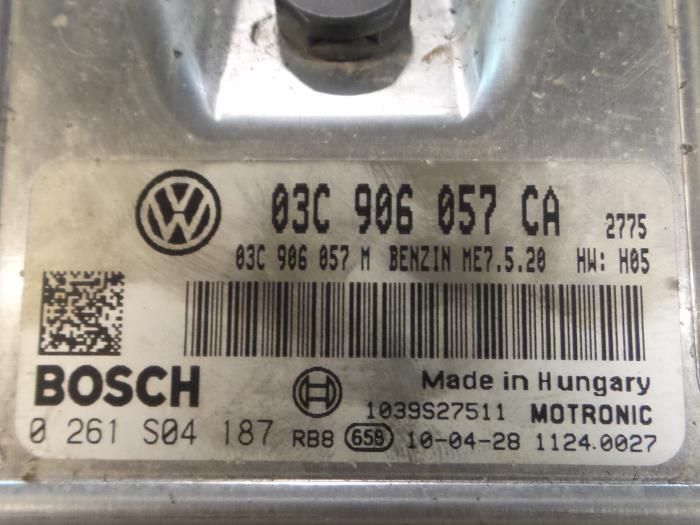 03C 906 057 CA 2775
03C 906 057 M BENZIN ME7.5.20 HW: H05
BOSCH Made in Hungary
1039S27511 MOTRONIC
0 261 S04 187 RB8 658 10-04-28 1124.0027